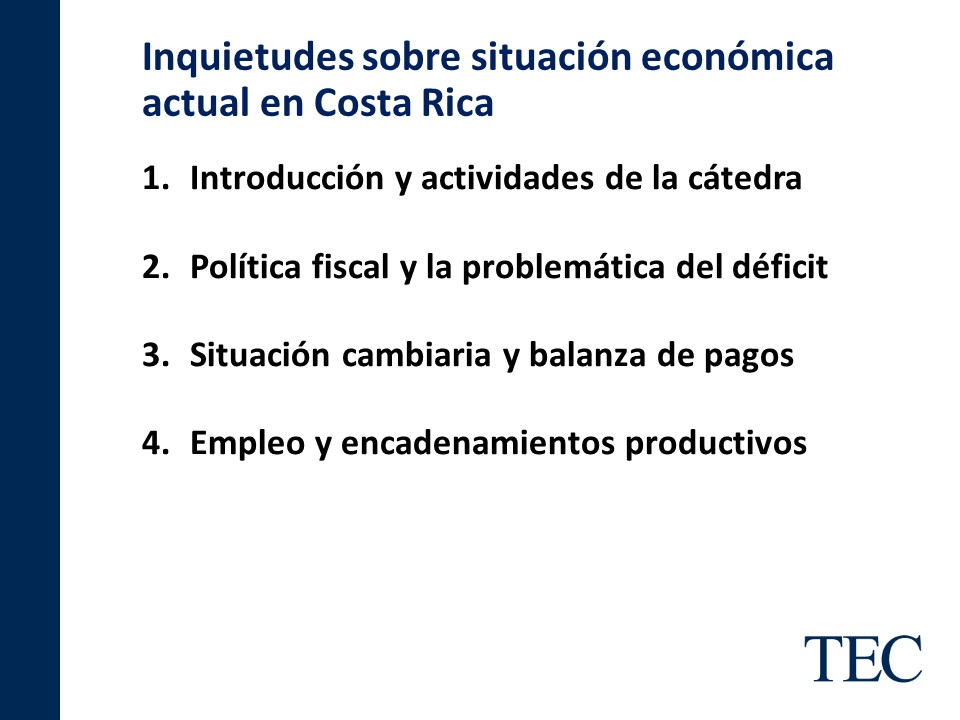 Inquietudes sobre situación económica
actual en Costa Rica
1. Introducción y actividades de la cátedra
2. Política fiscal y la problemática del déficit
3. Situación cambiaria y balanza de pagos
4. Empleo y encadenamientos productivos
TEC